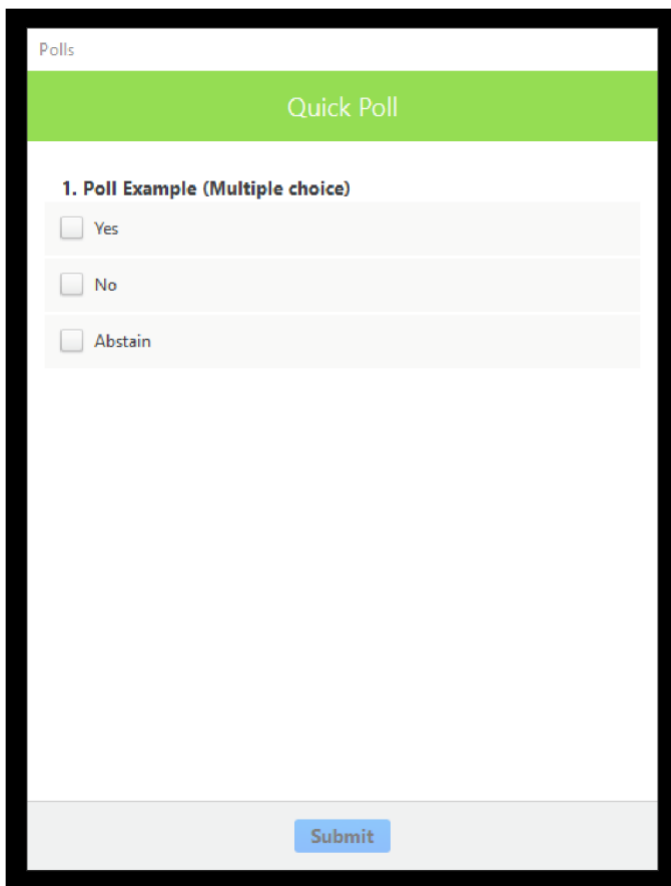 Polls
Quick Poll
1. Poll Example (Multiple choice)
Yes
No
Abstain
Submit